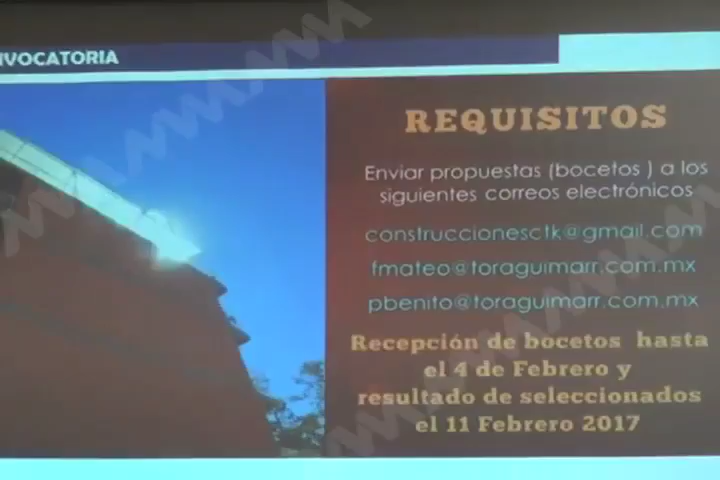 NVOCATORIA
REQUISITOS
Enviar propuestas (bocetos ) a los
siguientes correos electrónicos
construccionesctk@gmail.com
fmateo@toraguimarr.com.mx
pbenito@toraguimarr.com.mx
Recepción de bocetos hasta
el 4 de Febrero y
resultado de seleccionados
el 11 Febrero 2017